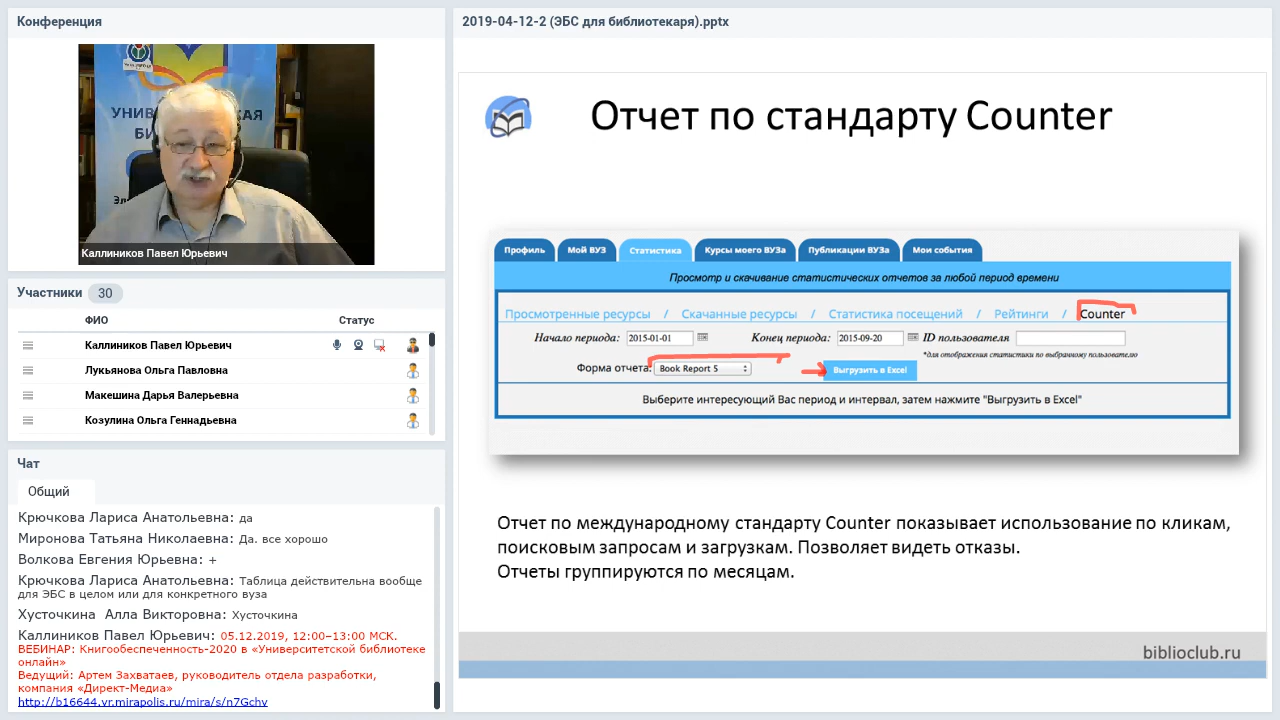 Конференция
УНИВ
СКАЯ
БИ
Эл
Каллиников Павел Юрьевич
Участники 30
ФИО Статус
Каллиников Павел Юрьевич
Лукьянова Ольга Павловна
Макешина Дарья Валерьевна
Козулина Ольга Геннадьевна
Чат
Общий
Крючкова Лариса Анатольевна: да
Миронова Татьяна Николаевна: Да. все хорошо
Волкова Евгения Юрьевна: +
Крючкова Лариса Анатольевна: Таблица действительна вообще
для ЭБС в целом или для конкретного вуза
Хусточкина Алла Викторовна: Хусточкина
Каллиников Павел Юрьевич: 05.12.2019, 12:00–13:00 МСК.
ВЕБИНАР: Книгообеспеченность-2020 в «Университетской библиотеке
онлайн»
Ведущий: Артем Захватаев, руководитель отдела разработки,
компания «Директ-Медиа»
http://b16644.vr.mirapolis.ru/mira/s/n7Gchv
2019-04-12-2 (ЭБС для библиотекаря).pptx
Отчет по стандарту Counter
Профиль Мой ВУЗ Статистика Курсы моего ВУЗа Публикации ВУЗа Мои события
Просмотр и скачивание статистических отчетов за любой период времени
Просмотренные ресурсы / Скачанные ресурсы / Статистика посещений / Рейтинги / Counter
Начало периода: 2015-01-01 Конец периода: 2015-09-20 ID пользователя
*для отображения статистики по выбранному пользователю
Форма отчета: Book Report 5 Выгрузить в Excel
Выберите интересующий Вас период и интервал, затем нажмите "Выгрузить в Excel"
Отчет по международному стандарту Counter показывает использование по кликам,
поисковым запросам и загрузкам. Позволяет видеть отказы.
Отчеты группируются по месяцам.
biblioclub.ru